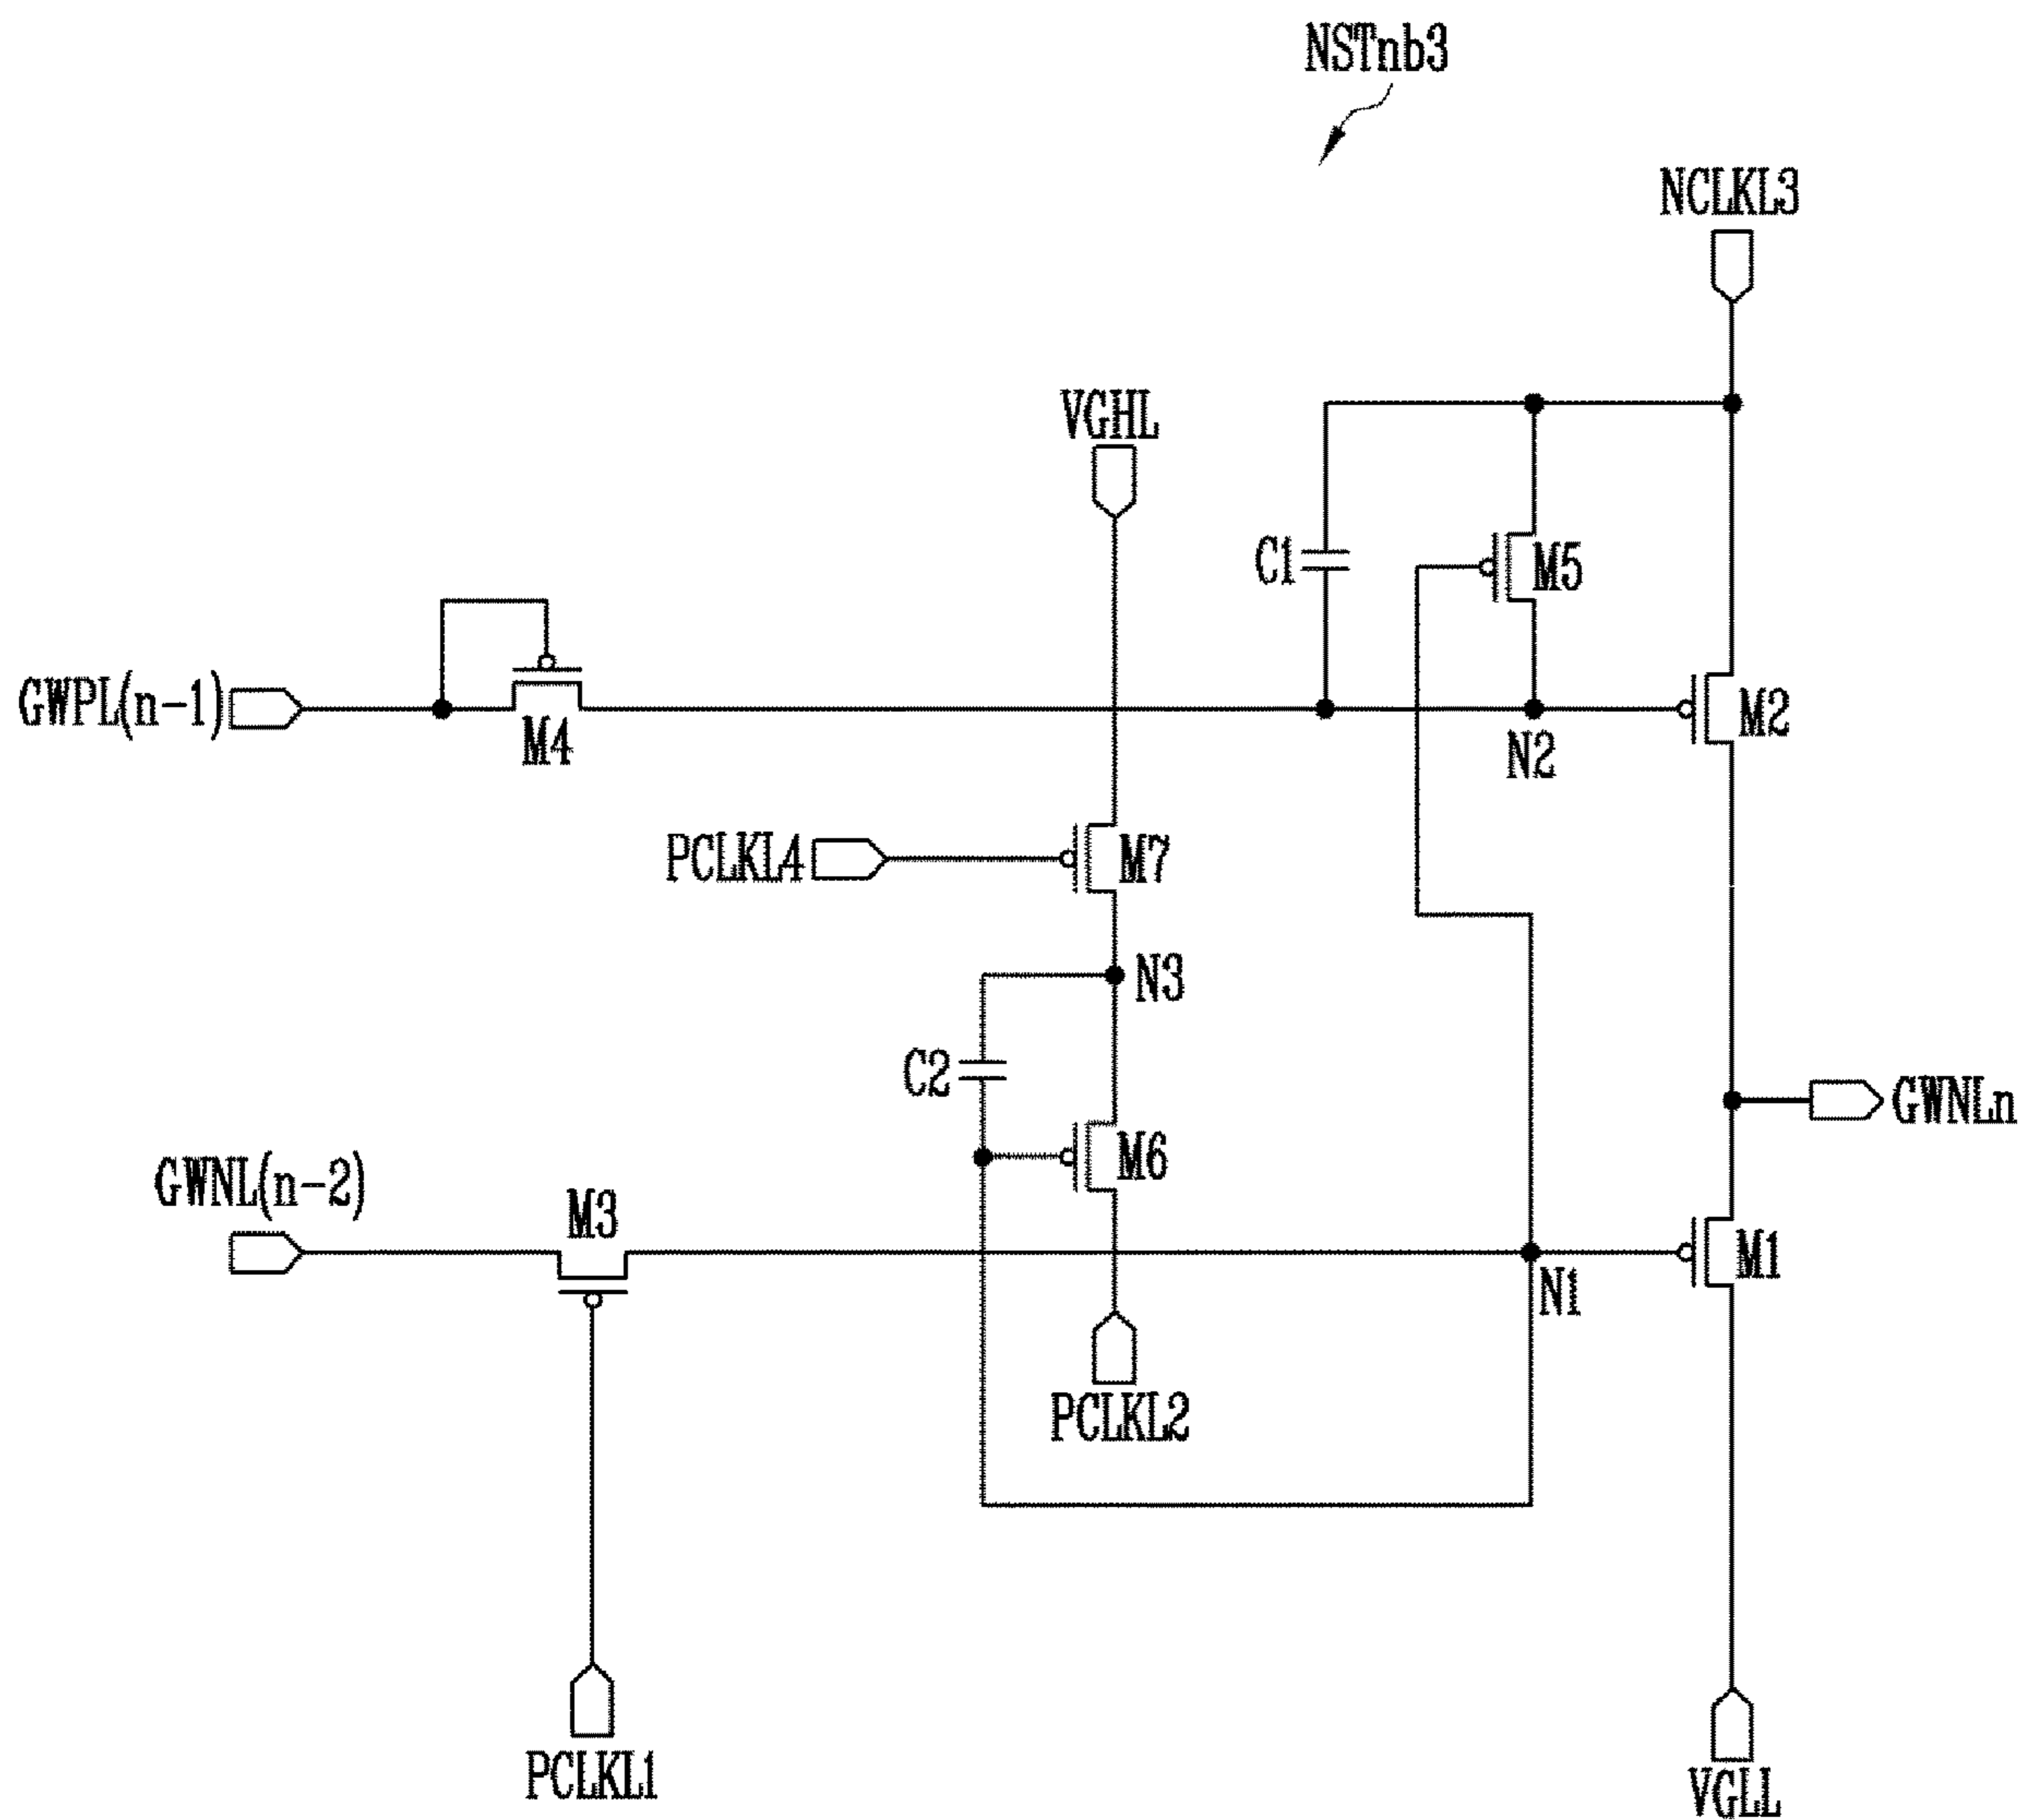 NSTnb3
NCLKL3
VGHL
C1
M5
GWPL(n-1)
M4
N2
M2
PCLKL4
M7
N3
C2
M6
GWNLn
GWNL(n-2)
M3
N1
M1
PCLKL2
PCLKL1
VGLL